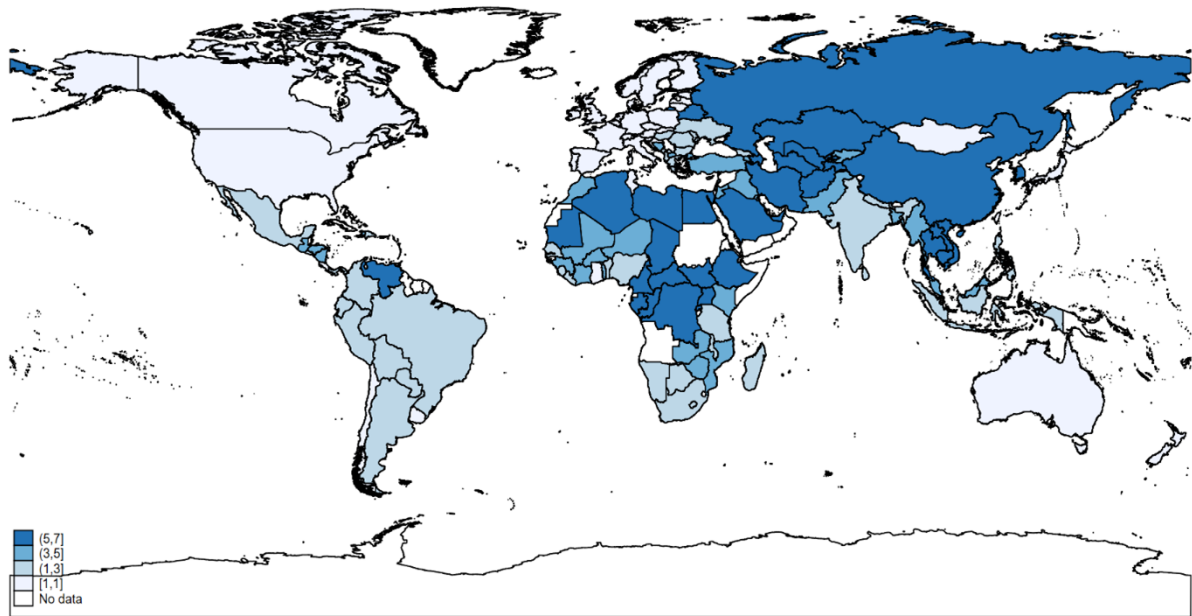 (5,7]
(3,5]
(1,3]
[1,1]
No data